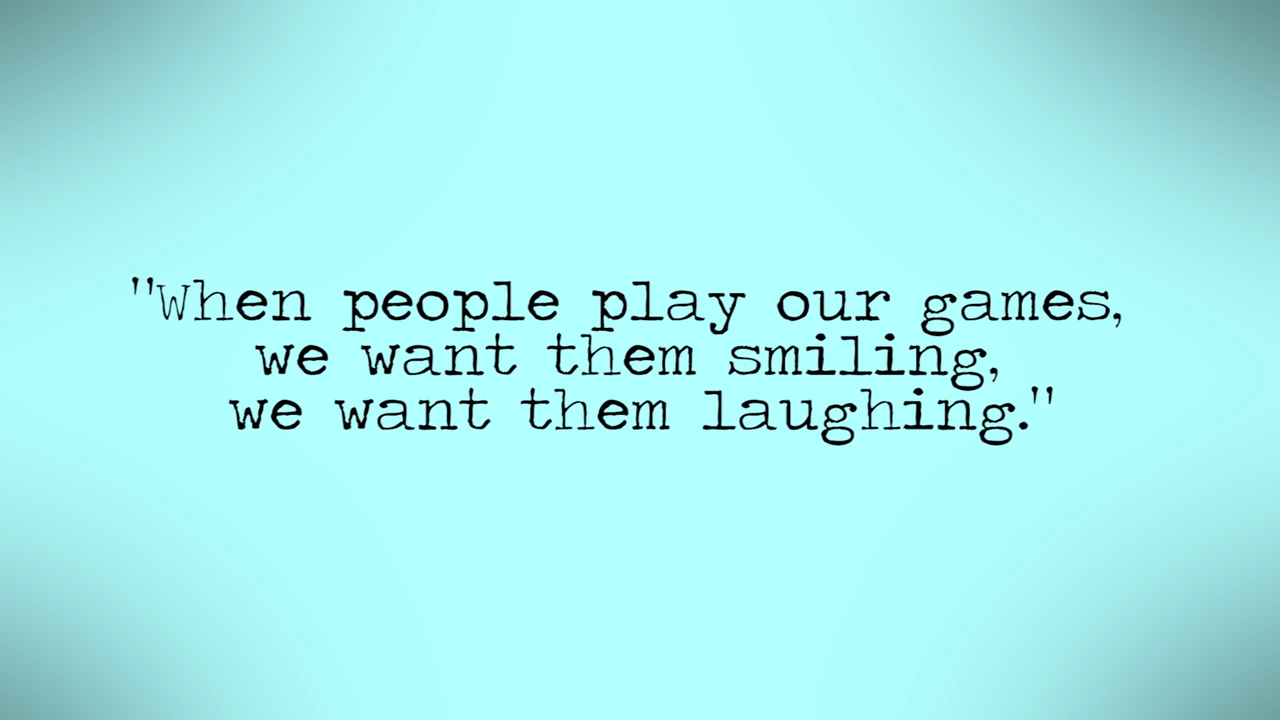 "When people play our games,
we want them smiling,
we want them laughing."